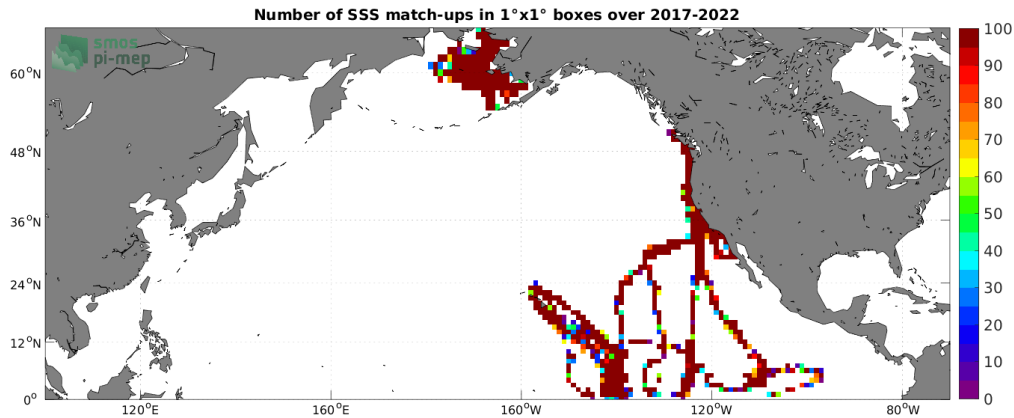 Number of SSS match-ups in 1°x1° boxes over 2017-2022
smos
pi-mep
60°N
48°N
36°N
24°N
12°N
0°
120°E
160°E
160°W
120°W
80°W
100
90
80
70
60
50
40
30
20
10
0